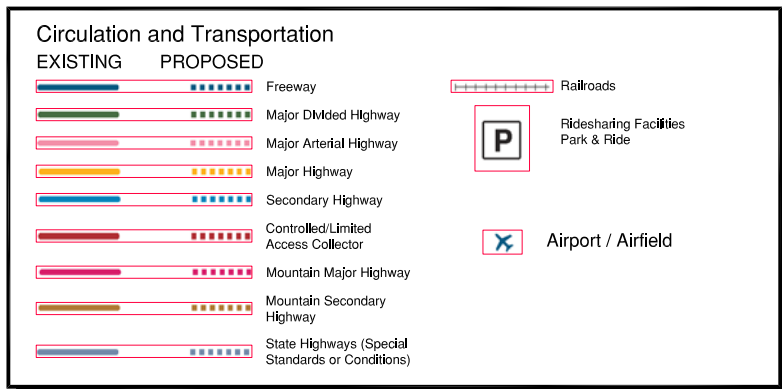 Circulation and Transportation
EXISTING PROPOSED
Freeway
Major Divided Highway
Major Arterial Highway
Major Highway
Secondary Highway
Controlled/Limited
Access Collector
Mountain Major Highway
Mountain Secondary
Highway
State Highways (Special
Standards or Conditions)
Railroads
P
Ridesharing Facilities
Park & Ride
Airport / Airfield